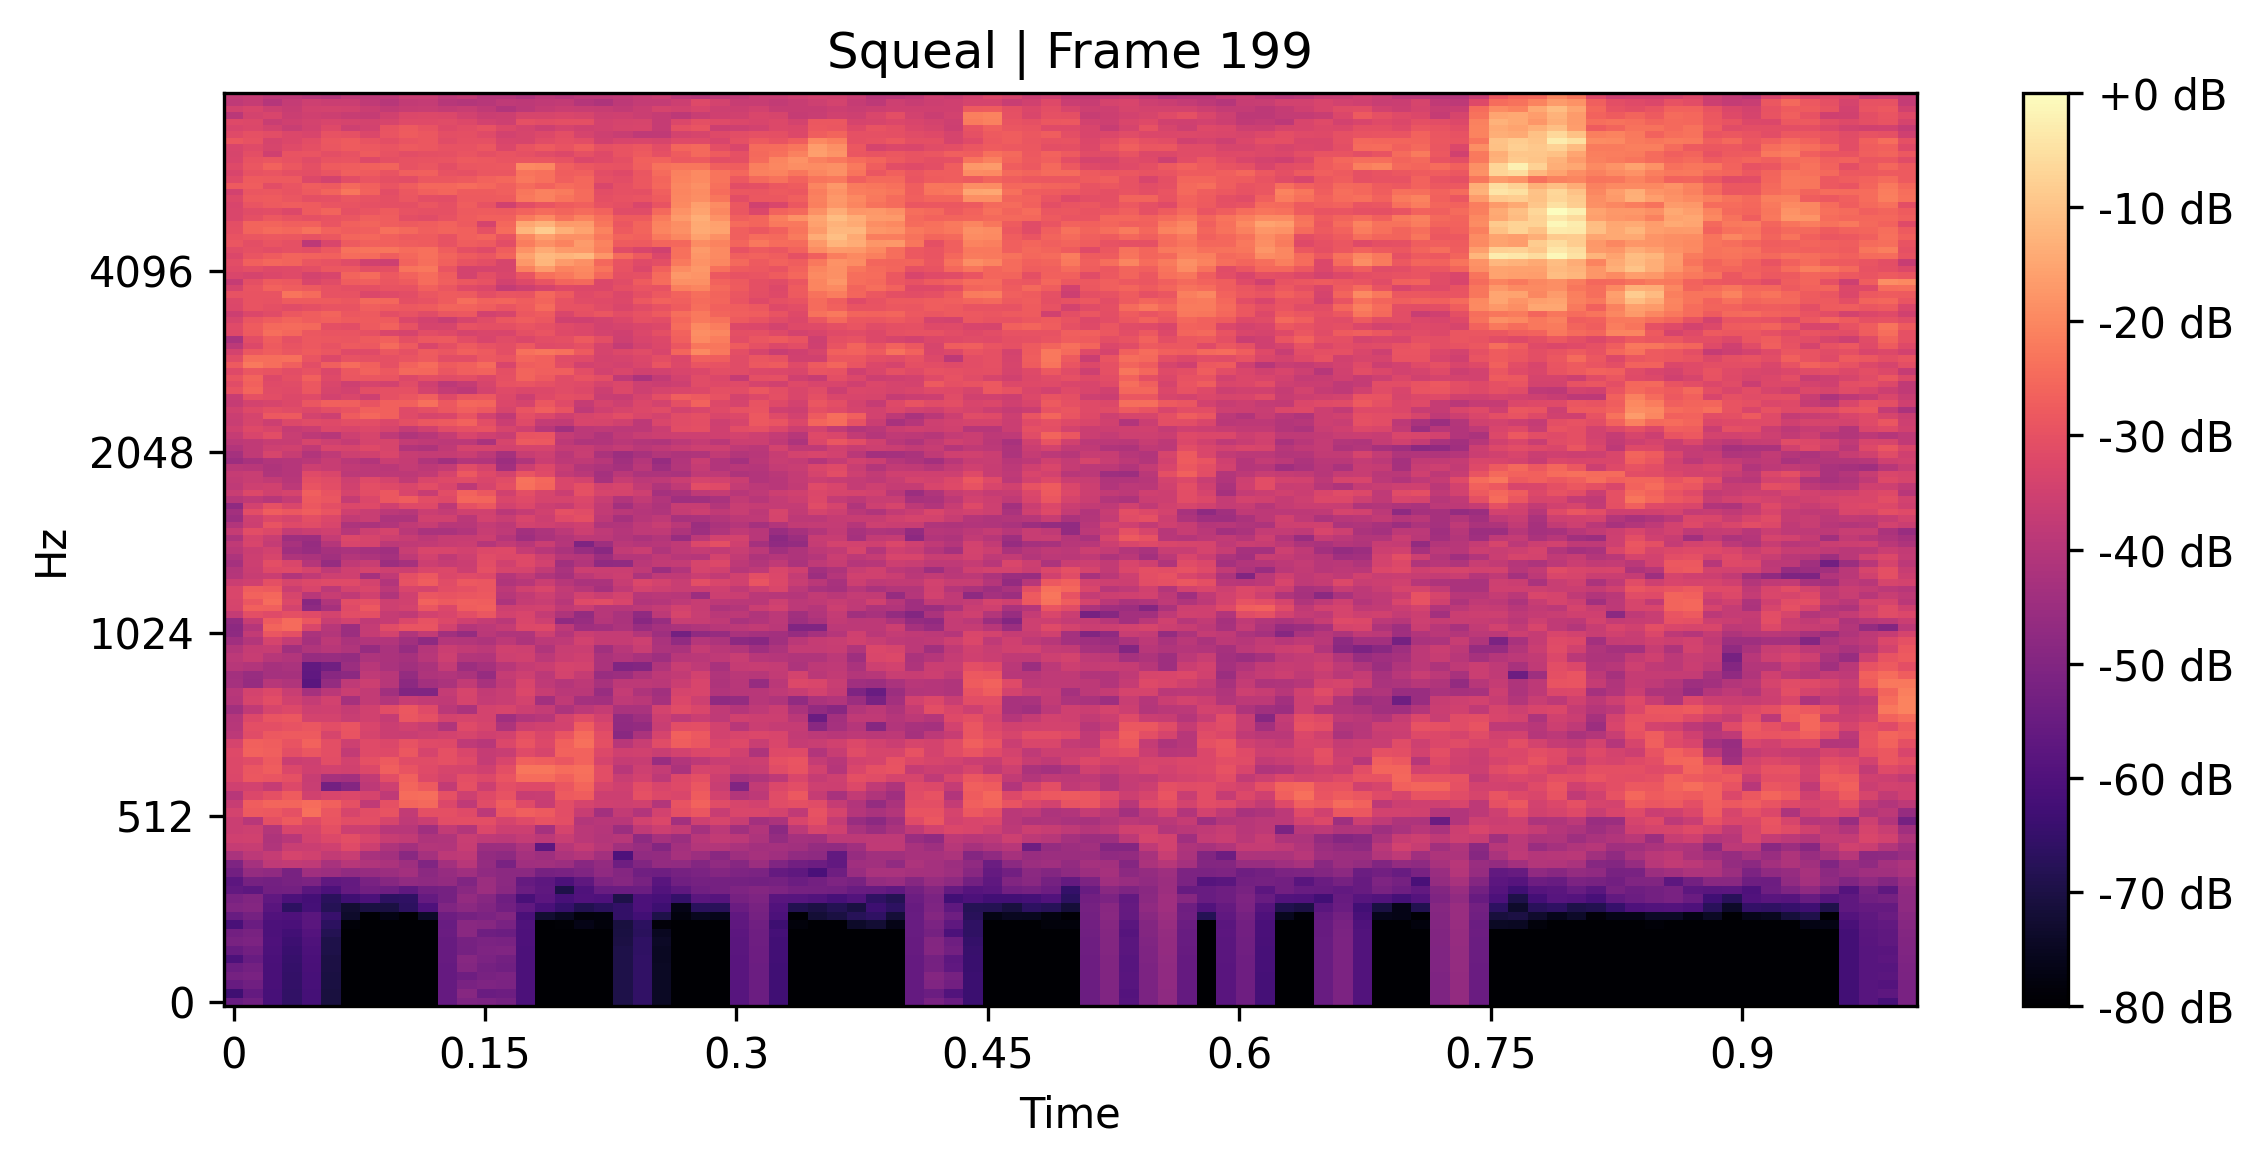 Squeal | Frame 199
+0 dB
-10 dB
-20 dB
-30 dB
-40 dB
-50 dB
-60 dB
-70 dB
-80 dB
Hz
4096
2048
1024
512
0
0 0.15 0.3 0.45 0.6 0.75 0.9
Time